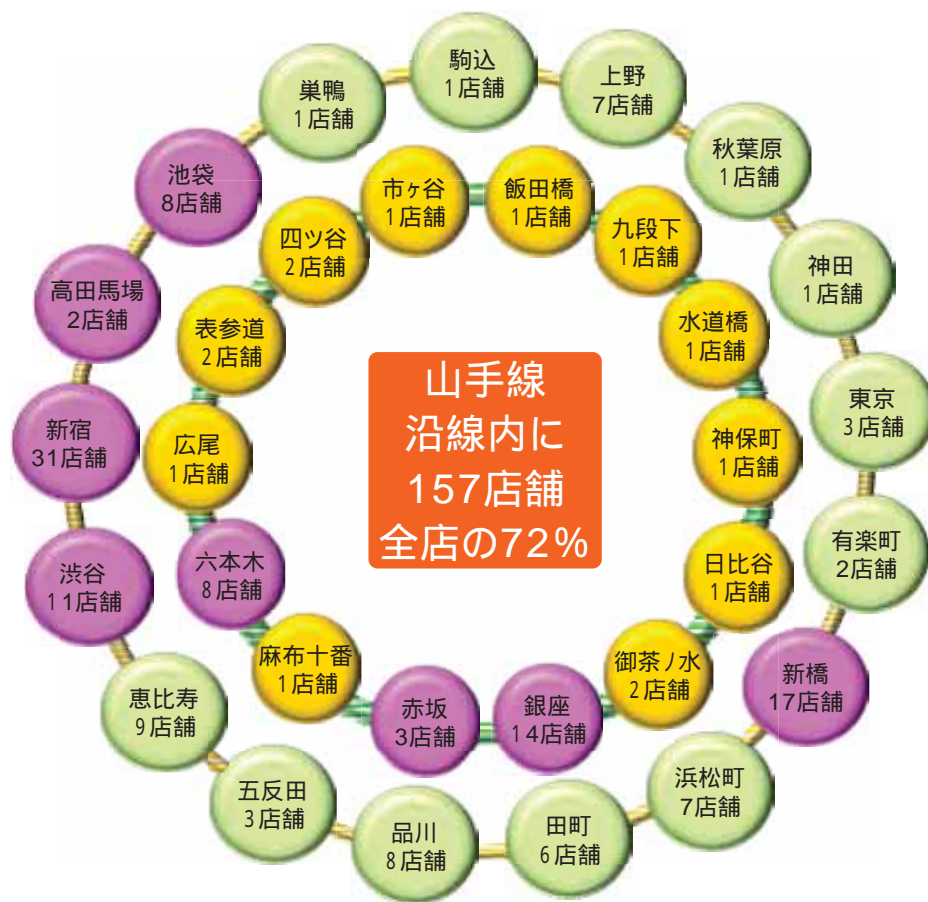 駒込
1店舗
上野
7店舗
秋葉原
1店舗
神田
1店舗
東京
3店舗
有楽町
2店舗
新橋
17店舗
浜松町
7店舗
田町
6店舗
品川
8店舗
五反田
3店舗
恵比寿
9店舗
渋谷
11店舗
新宿
31店舗
高田馬場
2店舗
池袋
8店舗
巣鴨
1店舗
市ヶ谷
1店舗
飯田橋
1店舗
九段下
1店舗
水道橋
1店舗
神保町
1店舗
日比谷
1店舗
御茶ノ水
2店舗
銀座
14店舗
赤坂
3店舗
麻布十番
1店舗
六本木
8店舗
広尾
1店舗
表参道
2店舗
四ツ谷
2店舗
山手線
沿線内に
157店舗
全店の72%